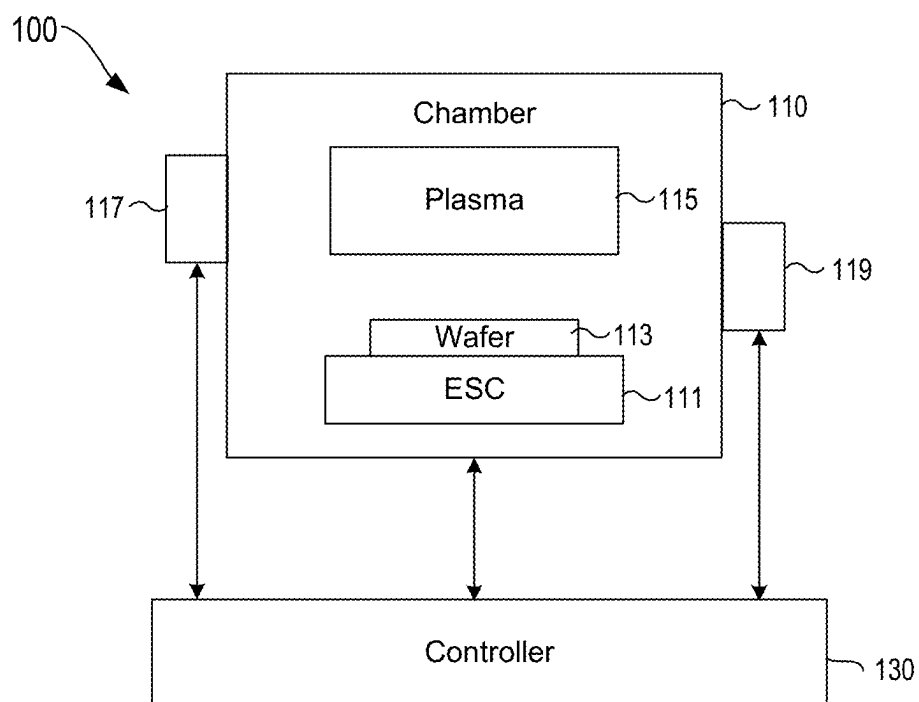 100
Chamber
110
117
Plasma
115
119
Wafer
113
ESC
111
Controller
130